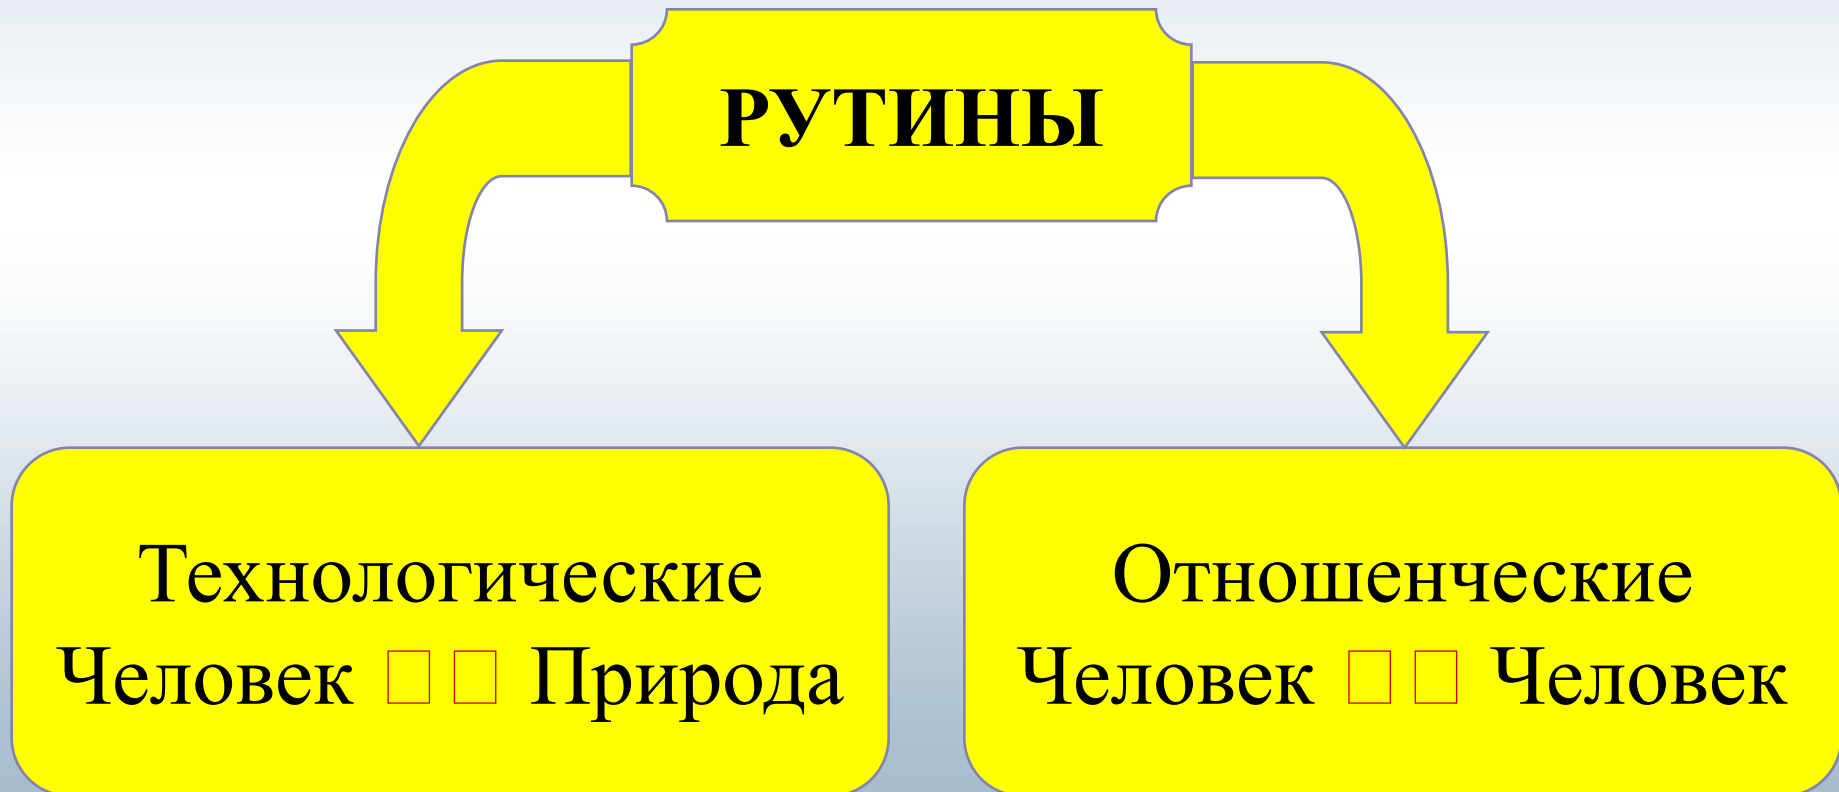 РУТИНЫ
Технологические
Человек □ □ Природа
Отношенческие
Человек □ □ Человек